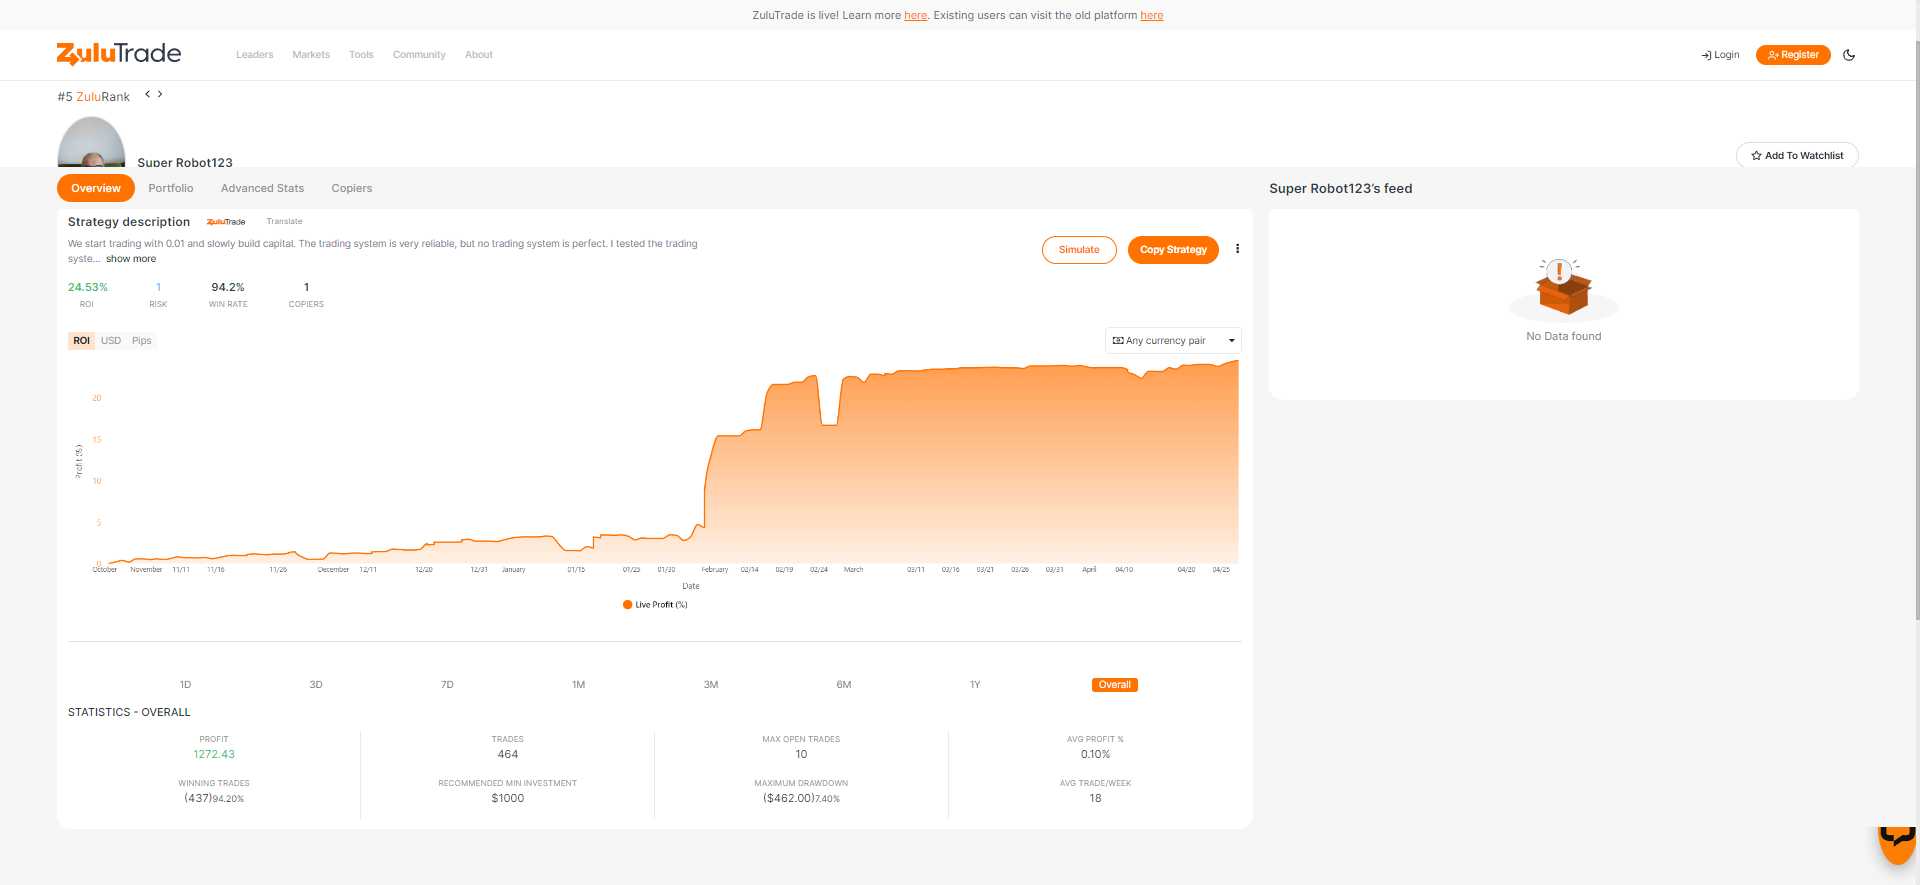 ZuluTrade is live! Learn more here. Existing users can visit the old platform here
ZuluTrade
Leaders Markets Tools Community About
Login Register
#5 ZuluRank
Super Robot123
Add To Watchlist
Overview Portfolio Advanced Stats Copiers
Super Robot123's feed
Strategy description ZuluTrade Translate
We start trading with 0.01 and slowly build capital. The trading system is very reliable, but no trading system is perfect. I tested the trading
syste... show more
Simulate Copy Strategy
24.53% 1 94.2% 1
ROI RISK WIN RATE COPIERS
No Data found
ROI USD Pips
Any currency pair
20
15
10
5
0
Profit (%)
October November 11/11 11/16 11/26 December 12/11 12/20 12/31 January 01/15 01/25 01/30 February 02/14 02/19 02/24 March 03/11 03/16 03/21 03/26 03/31 April 04/10 04/20 04/25
Date
Live Profit (%)
1D 3D 7D 1M 3M 6M 1Y Overall
STATISTICS - OVERALL
PROFIT TRADES MAX OPEN TRADES AVG PROFIT %
1272.43 464 10 0.10%
WINNING TRADES RECOMMENDED MIN INVESTMENT MAXIMUM DRAWDOWN AVG TRADE/WEEK
(437)94.20% $1000 ($462.00)7.40% 18